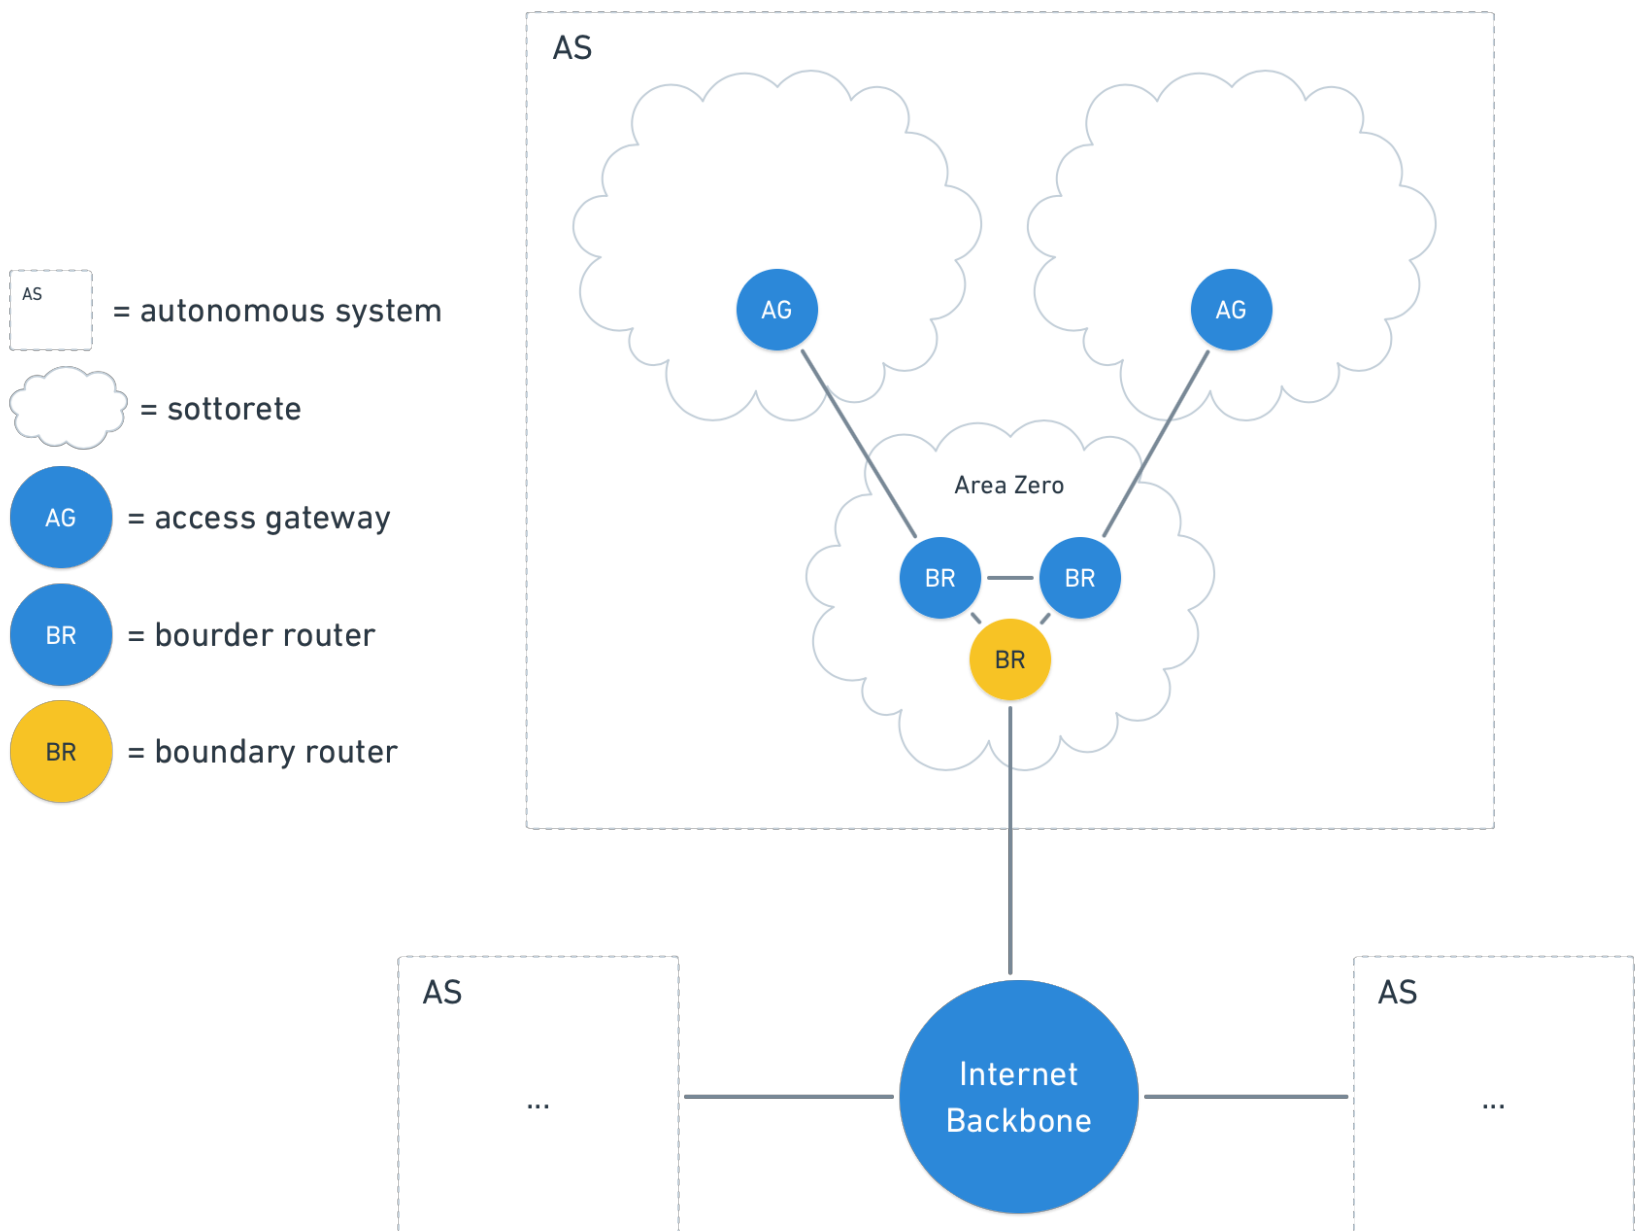 AS
AG
AG
AS
= autonomous system
= sottorete
Area Zero
AG
= access gateway
BR
BR
BR
= bourder router
BR
BR
= boundary router
AS
AS
Internet
Backbone
...
...